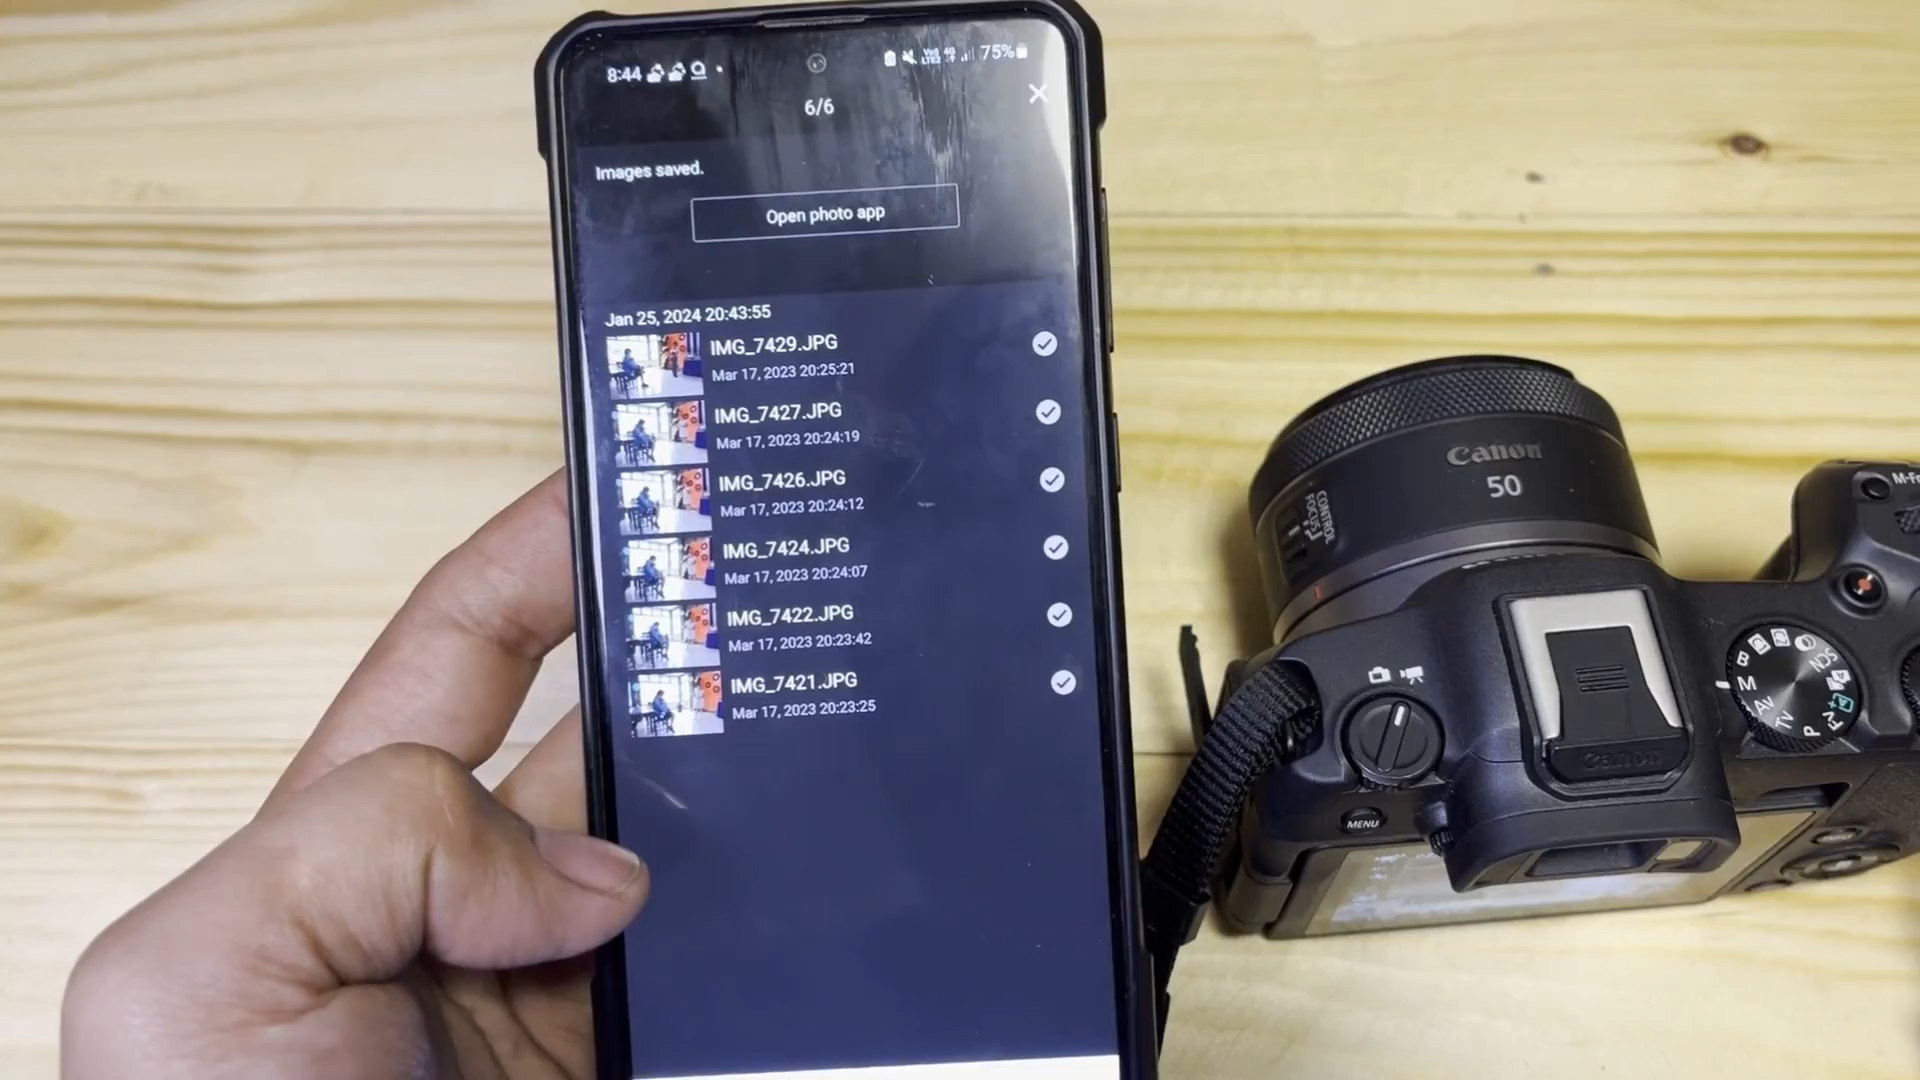 8:44
75%
6/6
Images saved.
Open photo app
Jan 25, 2024 20:43:55
IMG_7429.JPG
Mar 17, 2023 20:25:21
IMG_7427.JPG
Mar 17, 2023 20:24:19
IMG_7426.JPG
Mar 17, 2023 20:24:12
IMG_7424.JPG
Mar 17, 2023 20:24:07
IMG_7422.JPG
Mar 17, 2023 20:23:42
IMG_7421.JPG
Mar 17, 2023 20:23:25
Canon
50
CONTROL
FOCUS
M-F
SCN
M
Av
Tv
P
Fv
Canon
MENU